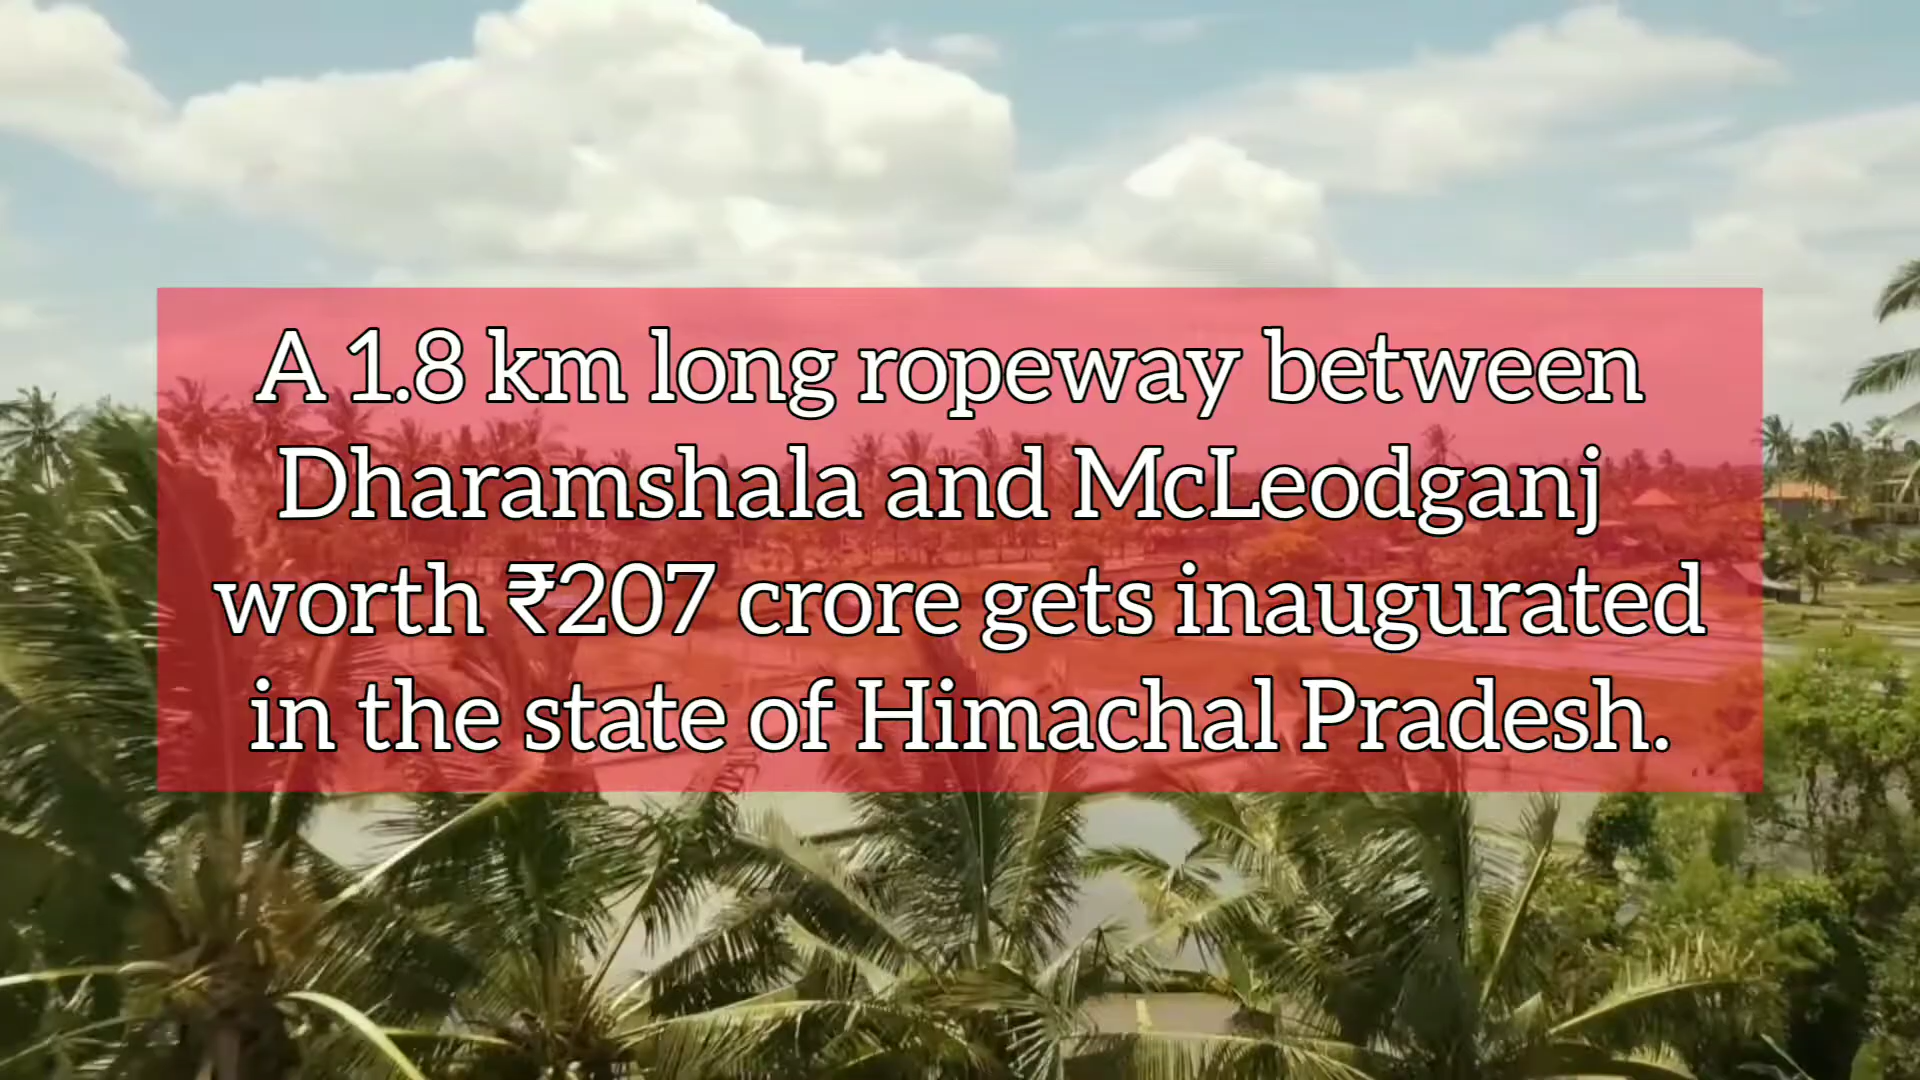 A 1.8 km long ropeway between
Dharamshala and McLeodganj
worth ₹207 crore gets inaugurated
in the state of Himachal Pradesh.